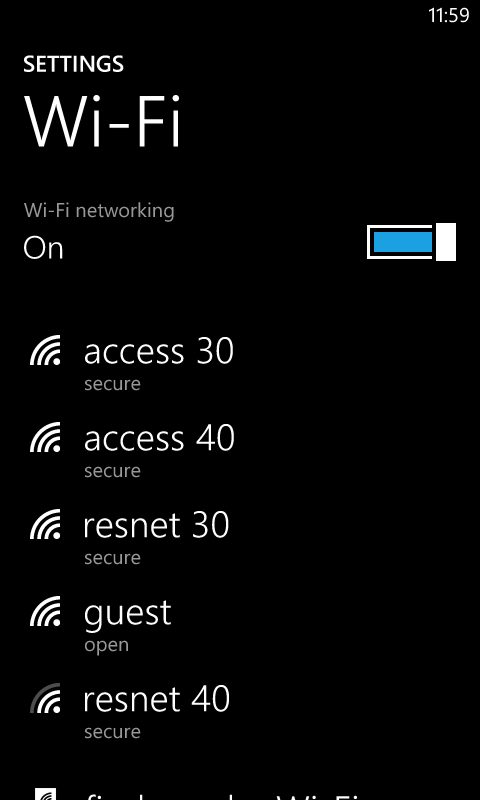 11:59
SETTINGS
Wi-Fi
Wi-Fi networking
On
access 30
secure
access 40
secure
resnet 30
secure
guest
open
resnet 40
secure